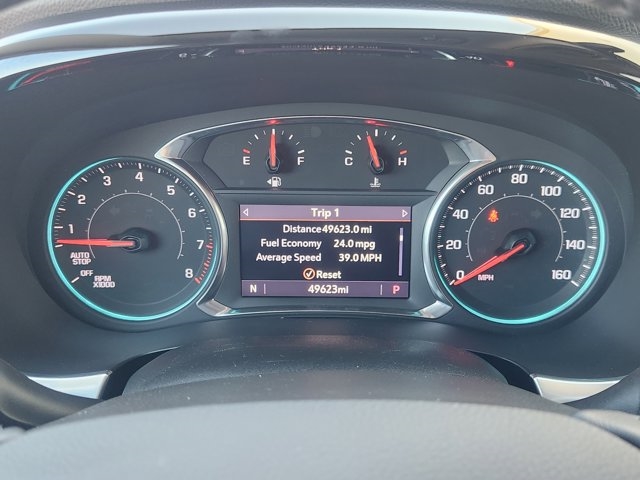 E F
C H
1 2 3 4 5 6 7 8
AUTO
STOP
OFF
RPM
X1000
Trip 1
Distance 49623.0 mi
Fuel Economy 24.0 mpg
Average Speed 39.0 MPH
Reset
N 49623mi P
0 20 40 60 80 100 120 140 160
MPH